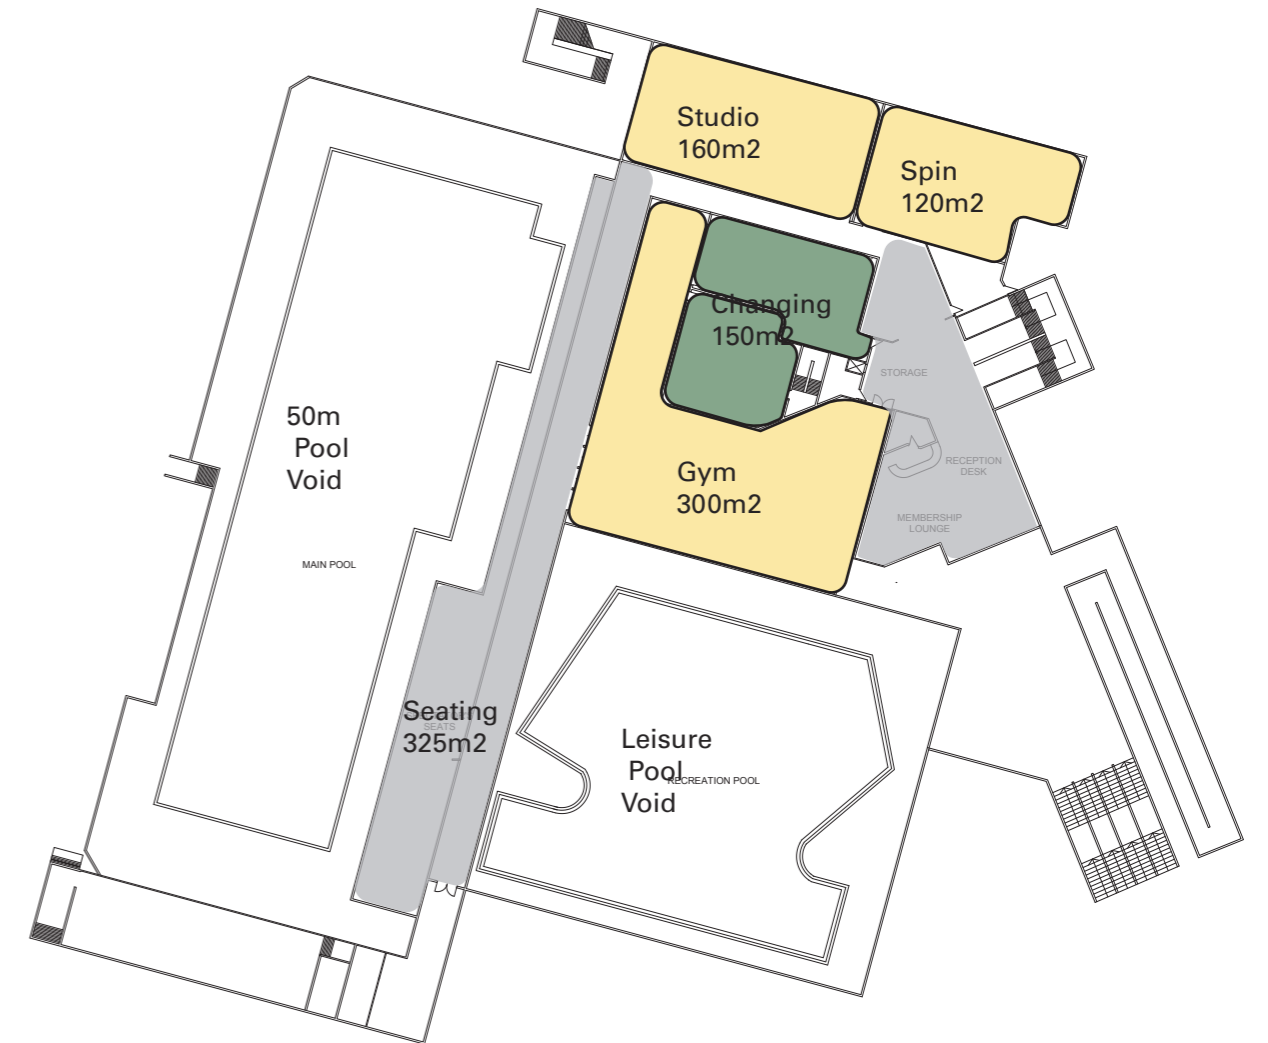 Studio
160m2
Spin
120m2
Changing
150m2
STORAGE
50m
Pool
Void
Gym
300m2
RECEPTION
DESK
MEMBERSHIP
LOUNGE
MAIN POOL
Seating
SEATS
325m2
Leisure
Pool
RECREATION POOL
Void